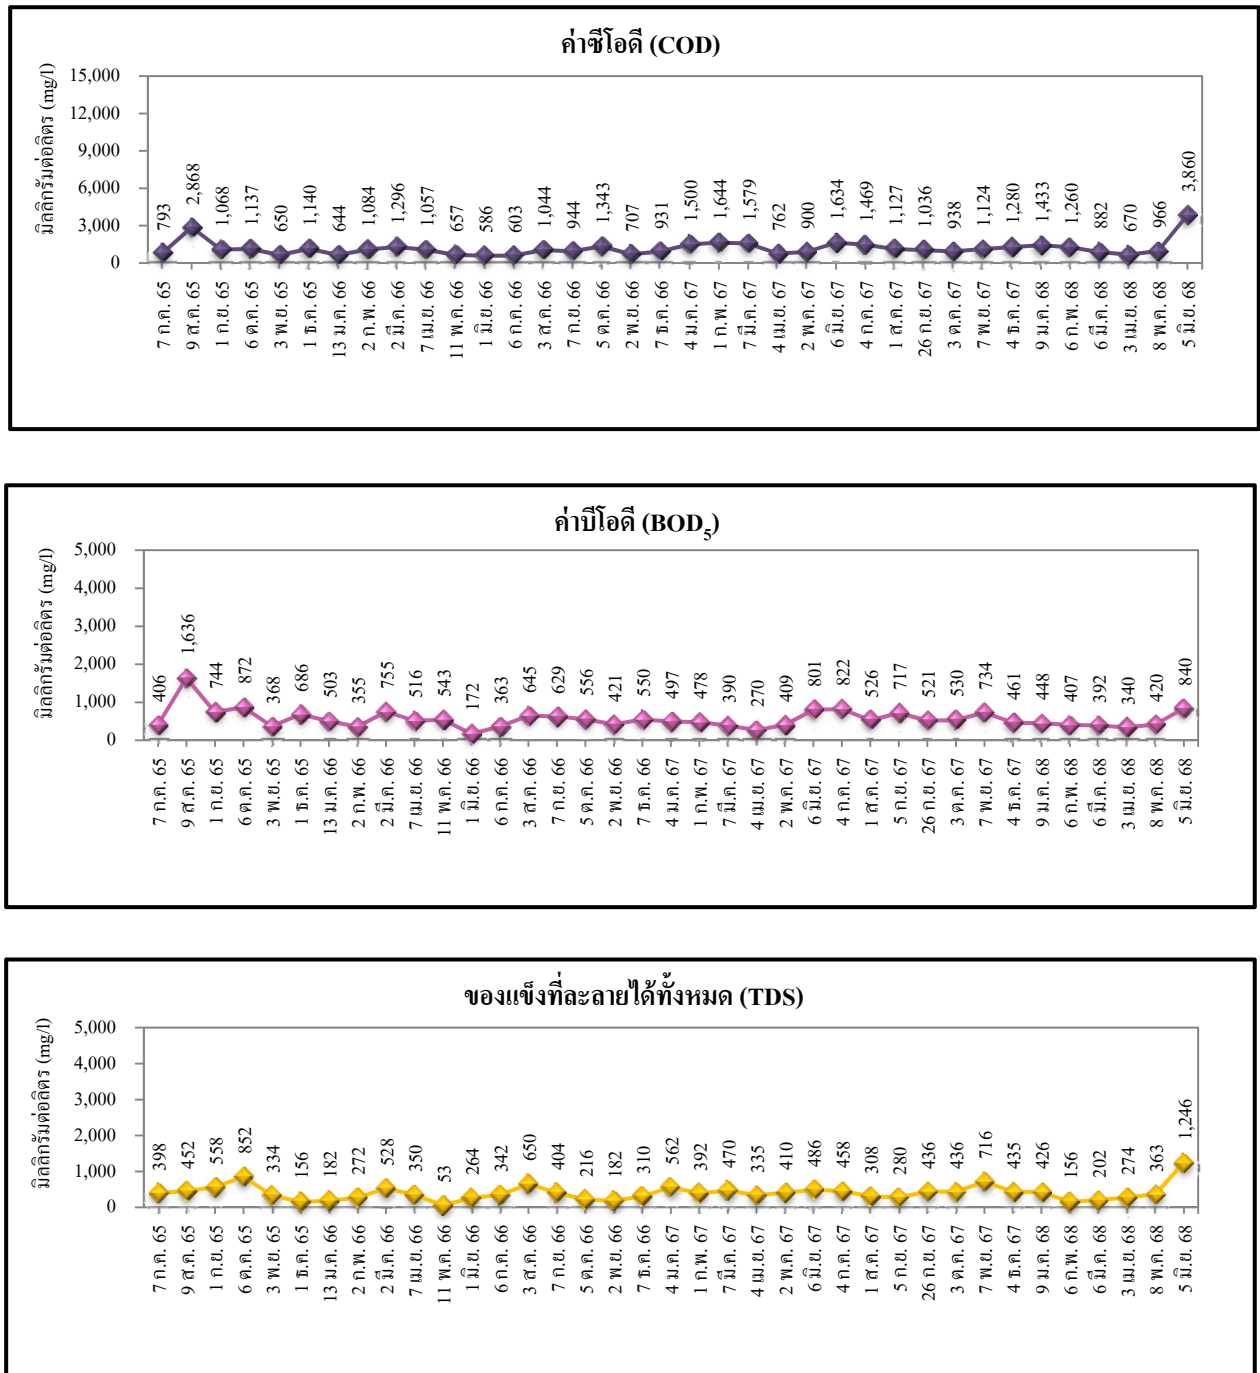 ค่าซีโอดี (COD)
มิลลิกรัมต่อลิตร (mg/l)
15,000
12,000
9,000
6,000
3,000
0
793 2,868 1,068 1,137 650 1,140 644 1,084 1,296 1,057 657 586 603 1,044 944 1,343 707 931 1,500 1,644 1,579 762 900 1,634 1,469 1,127 1,036 938 1,124 1,280 1,433 1,260 882 670 966 3,860
7 ก.ค. 65 9 ส.ค. 65 1 ก.ย. 65 6 ต.ค. 65 3 พ.ย. 65 1 ธ.ค. 65 13 ม.ค. 66 2 ก.พ. 66 2 มี.ค. 66 7 เม.ย. 66 11 พ.ค. 66 1 มิ.ย. 66 6 ก.ค. 66 3 ส.ค. 66 7 ก.ย. 66 5 ต.ค. 66 2 พ.ย. 66 7 ธ.ค. 66 4 ม.ค. 67 1 ก.พ. 67 7 มี.ค. 67 4 เม.ย. 67 2 พ.ค. 67 6 มิ.ย. 67 4 ก.ค. 67 1 ส.ค. 67 26 ก.ย. 67 3 ต.ค. 67 7 พ.ย. 67 4 ธ.ค. 67 9 ม.ค. 68 6 ก.พ. 68 6 มี.ค. 68 3 เม.ย. 68 8 พ.ค. 68 5 มิ.ย. 68
ค่าบีโอดี (BOD5)
มิลลิกรัมต่อลิตร (mg/l)
5,000
4,000
3,000
2,000
1,000
0
406 1,636 744 872 368 686 503 355 755 516 543 172 363 645 629 556 421 550 497 478 390 270 409 801 822 526 717 521 530 734 461 448 407 392 340 420 840
7 ก.ค. 65 9 ส.ค. 65 1 ก.ย. 65 6 ต.ค. 65 3 พ.ย. 65 1 ธ.ค. 65 13 ม.ค. 66 2 ก.พ. 66 2 มี.ค. 66 7 เม.ย. 66 11 พ.ค. 66 1 มิ.ย. 66 6 ก.ค. 66 3 ส.ค. 66 7 ก.ย. 66 5 ต.ค. 66 2 พ.ย. 66 7 ธ.ค. 66 4 ม.ค. 67 1 ก.พ. 67 7 มี.ค. 67 4 เม.ย. 67 2 พ.ค. 67 6 มิ.ย. 67 4 ก.ค. 67 1 ส.ค. 67 5 ก.ย. 67 26 ก.ย. 67 3 ต.ค. 67 7 พ.ย. 67 4 ธ.ค. 67 9 ม.ค. 68 6 ก.พ. 68 6 มี.ค. 68 3 เม.ย. 68 8 พ.ค. 68 5 มิ.ย. 68
ของแข็งที่ละลายได้ทั้งหมด (TDS)
มิลลิกรัมต่อลิตร (mg/l)
5,000
4,000
3,000
2,000
1,000
0
398 452 558 852 334 156 182 272 528 350 53 264 342 650 404 216 182 310 562 392 470 335 410 486 458 308 280 436 436 716 435 426 156 202 274 363 1,246
7 ก.ค. 65 9 ส.ค. 65 1 ก.ย. 65 6 ต.ค. 65 3 พ.ย. 65 1 ธ.ค. 65 13 ม.ค. 66 2 ก.พ. 66 2 มี.ค. 66 7 เม.ย. 66 11 พ.ค. 66 1 มิ.ย. 66 6 ก.ค. 66 3 ส.ค. 66 7 ก.ย. 66 5 ต.ค. 66 2 พ.ย. 66 7 ธ.ค. 66 4 ม.ค. 67 1 ก.พ. 67 7 มี.ค. 67 4 เม.ย. 67 2 พ.ค. 67 6 มิ.ย. 67 4 ก.ค. 67 1 ส.ค. 67 5 ก.ย. 67 26 ก.ย. 67 3 ต.ค. 67 7 พ.ย. 67 4 ธ.ค. 67 9 ม.ค. 68 6 ก.พ. 68 6 มี.ค. 68 3 เม.ย. 68 8 พ.ค. 68 5 มิ.ย. 68